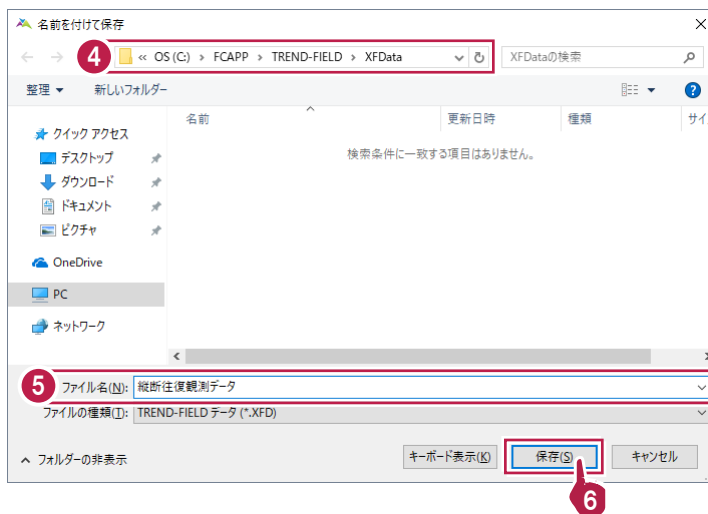 名前を付けて保存
4 « OS (C:) › FCAPP › TREND-FIELD › XFData XFDataの検索
整理 新しいフォルダー
名前 更新日時 種類 サイ
クイック アクセス
検索条件に一致する項目はありません。
デスクトップ
ダウンロード
ドキュメント
ピクチャ
OneDrive
PC
ネットワーク
5 ファイル名(N): 縦断往復観測データ
ファイルの種類(T): TREND-FIELD データ (*.XFD)
フォルダーの非表示 キーボード表示(K) 保存(S) キャンセル
6